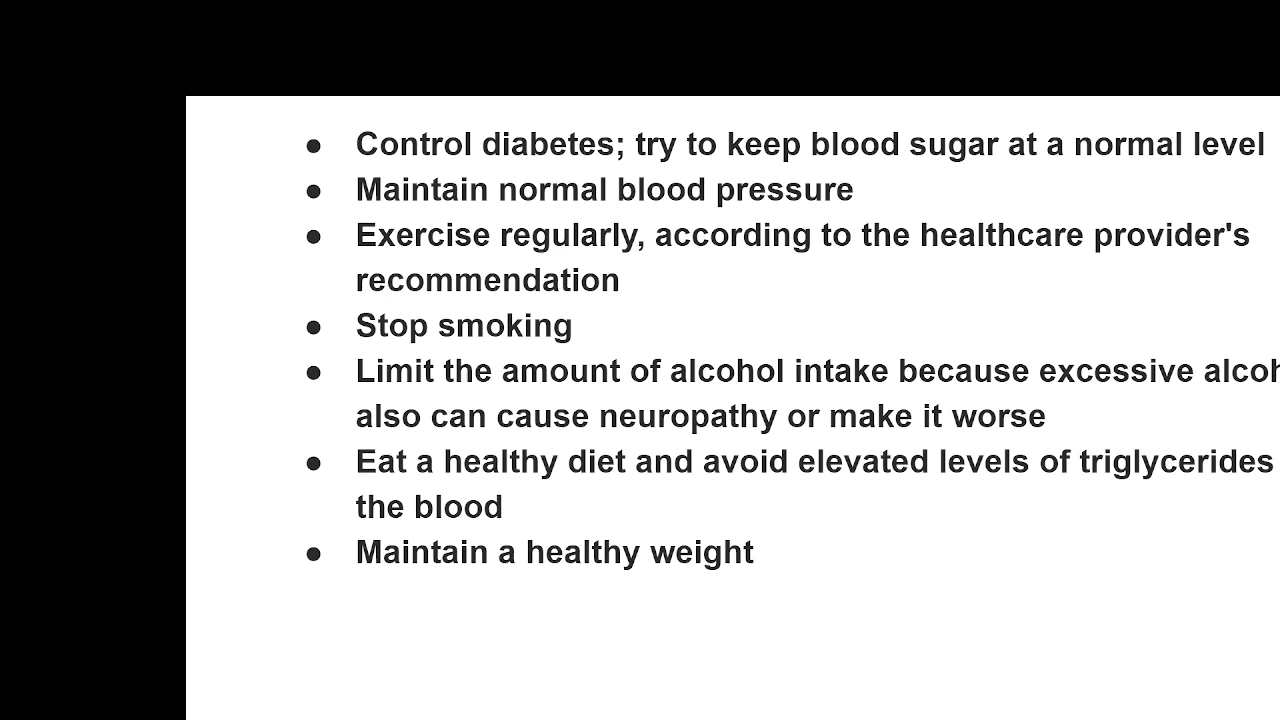 ● Control diabetes; try to keep blood sugar at a normal level
● Maintain normal blood pressure
● Exercise regularly, according to the healthcare provider's
recommendation
● Stop smoking
● Limit the amount of alcohol intake because excessive
also can cause neuropathy or make it worse
● Eat a healthy diet and avoid elevated levels of triglycerides
the blood
● Maintain a healthy weight